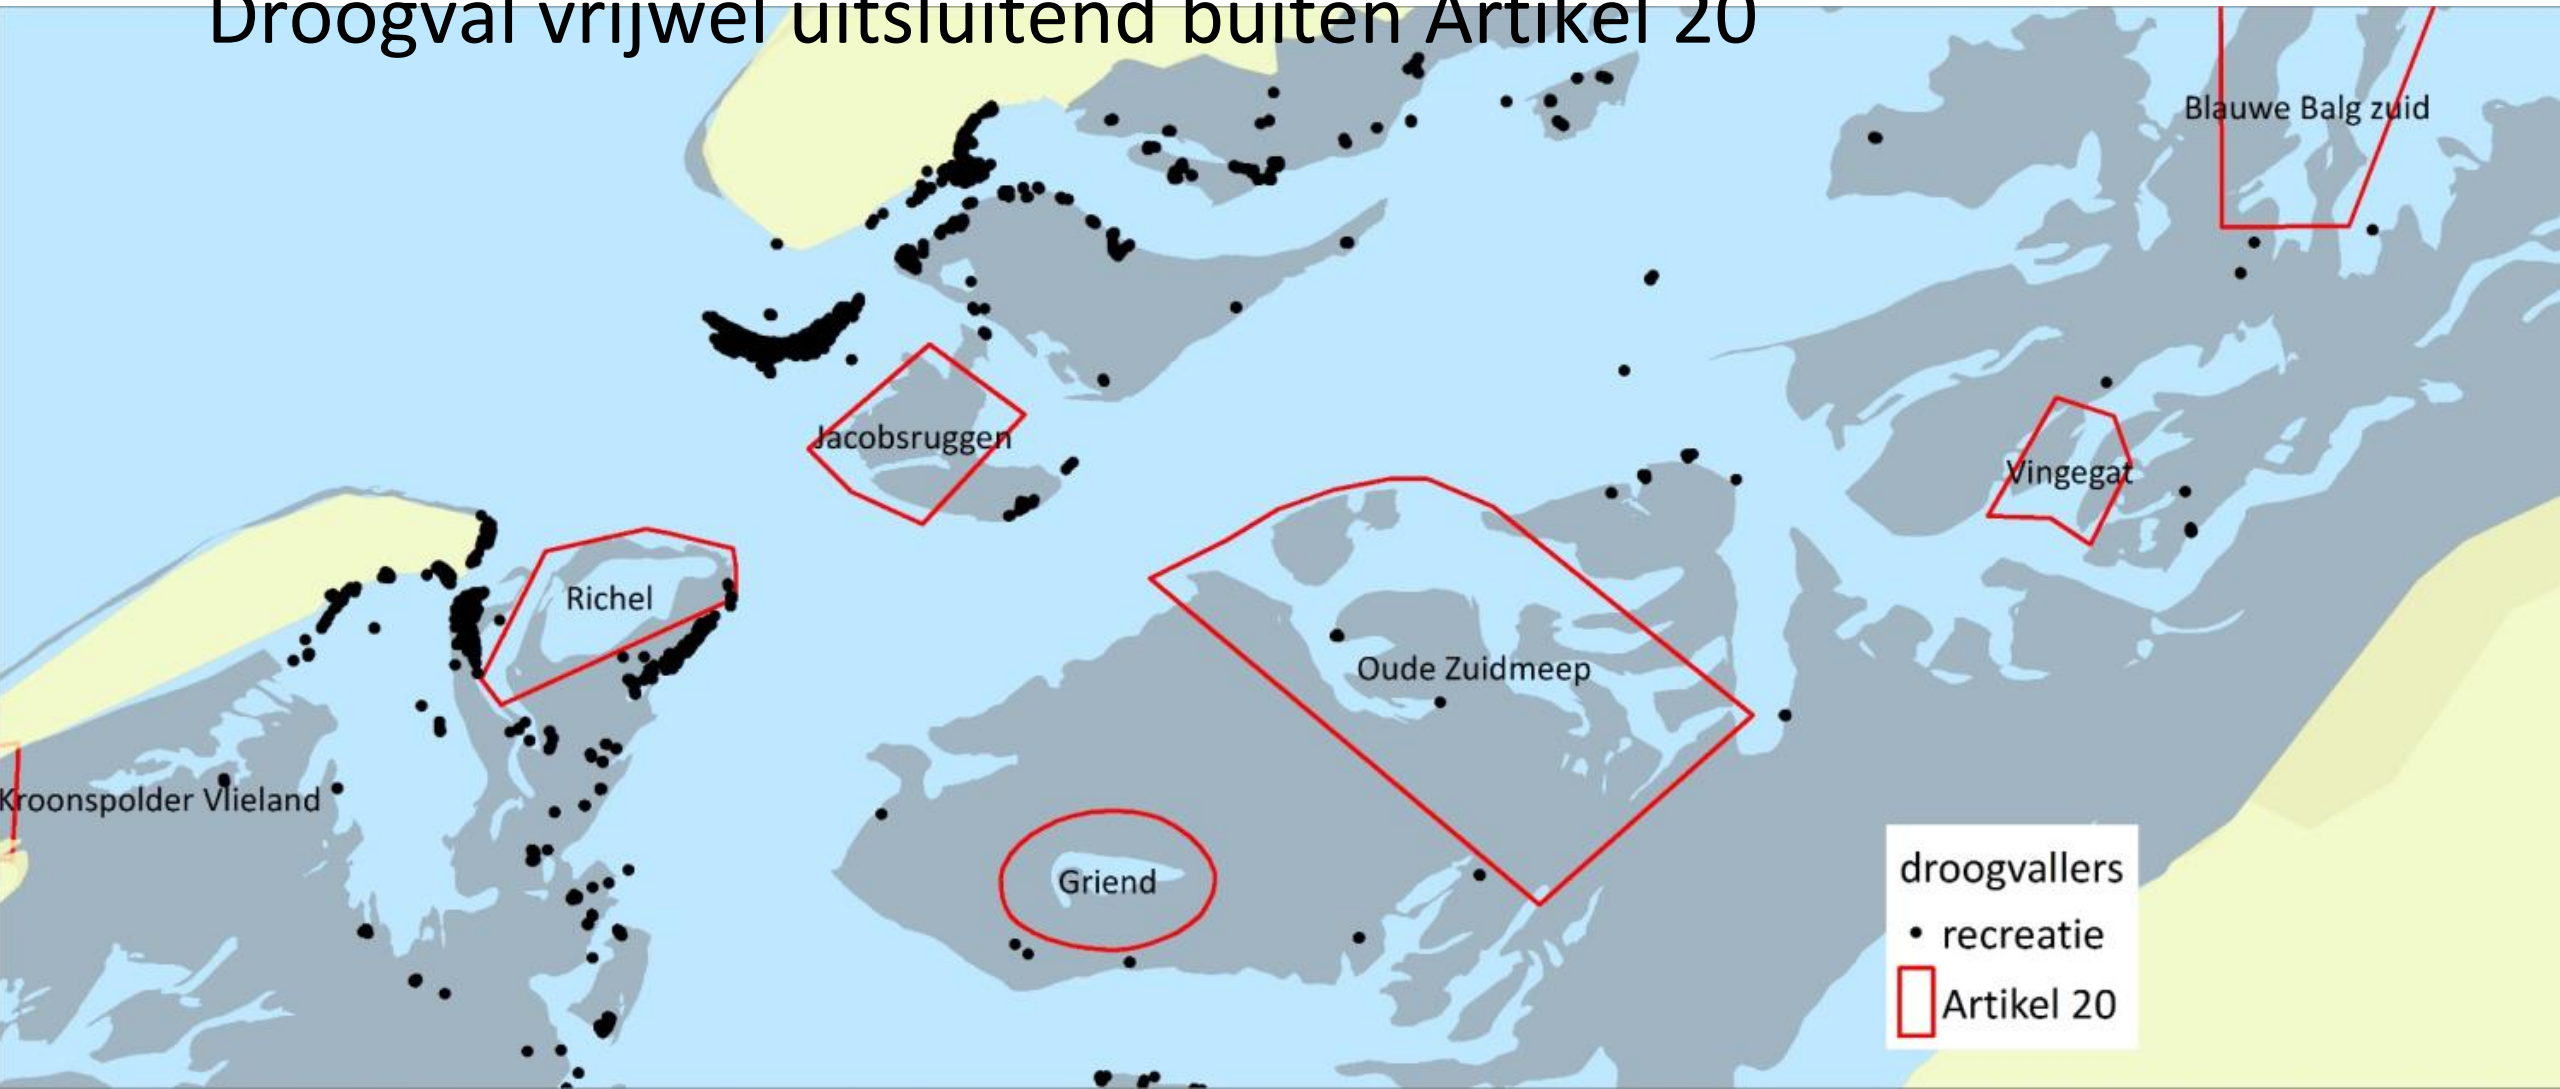 Droogval vrijwel uitsluitend buiten Artikel 20
Blauwe Balg zuid
Jacobsruggen
Vingegat
Richel
Oude Zuidmeep
Kroonspolder Vlieland
Griend
droogvallers
recreatie
Artikel 20